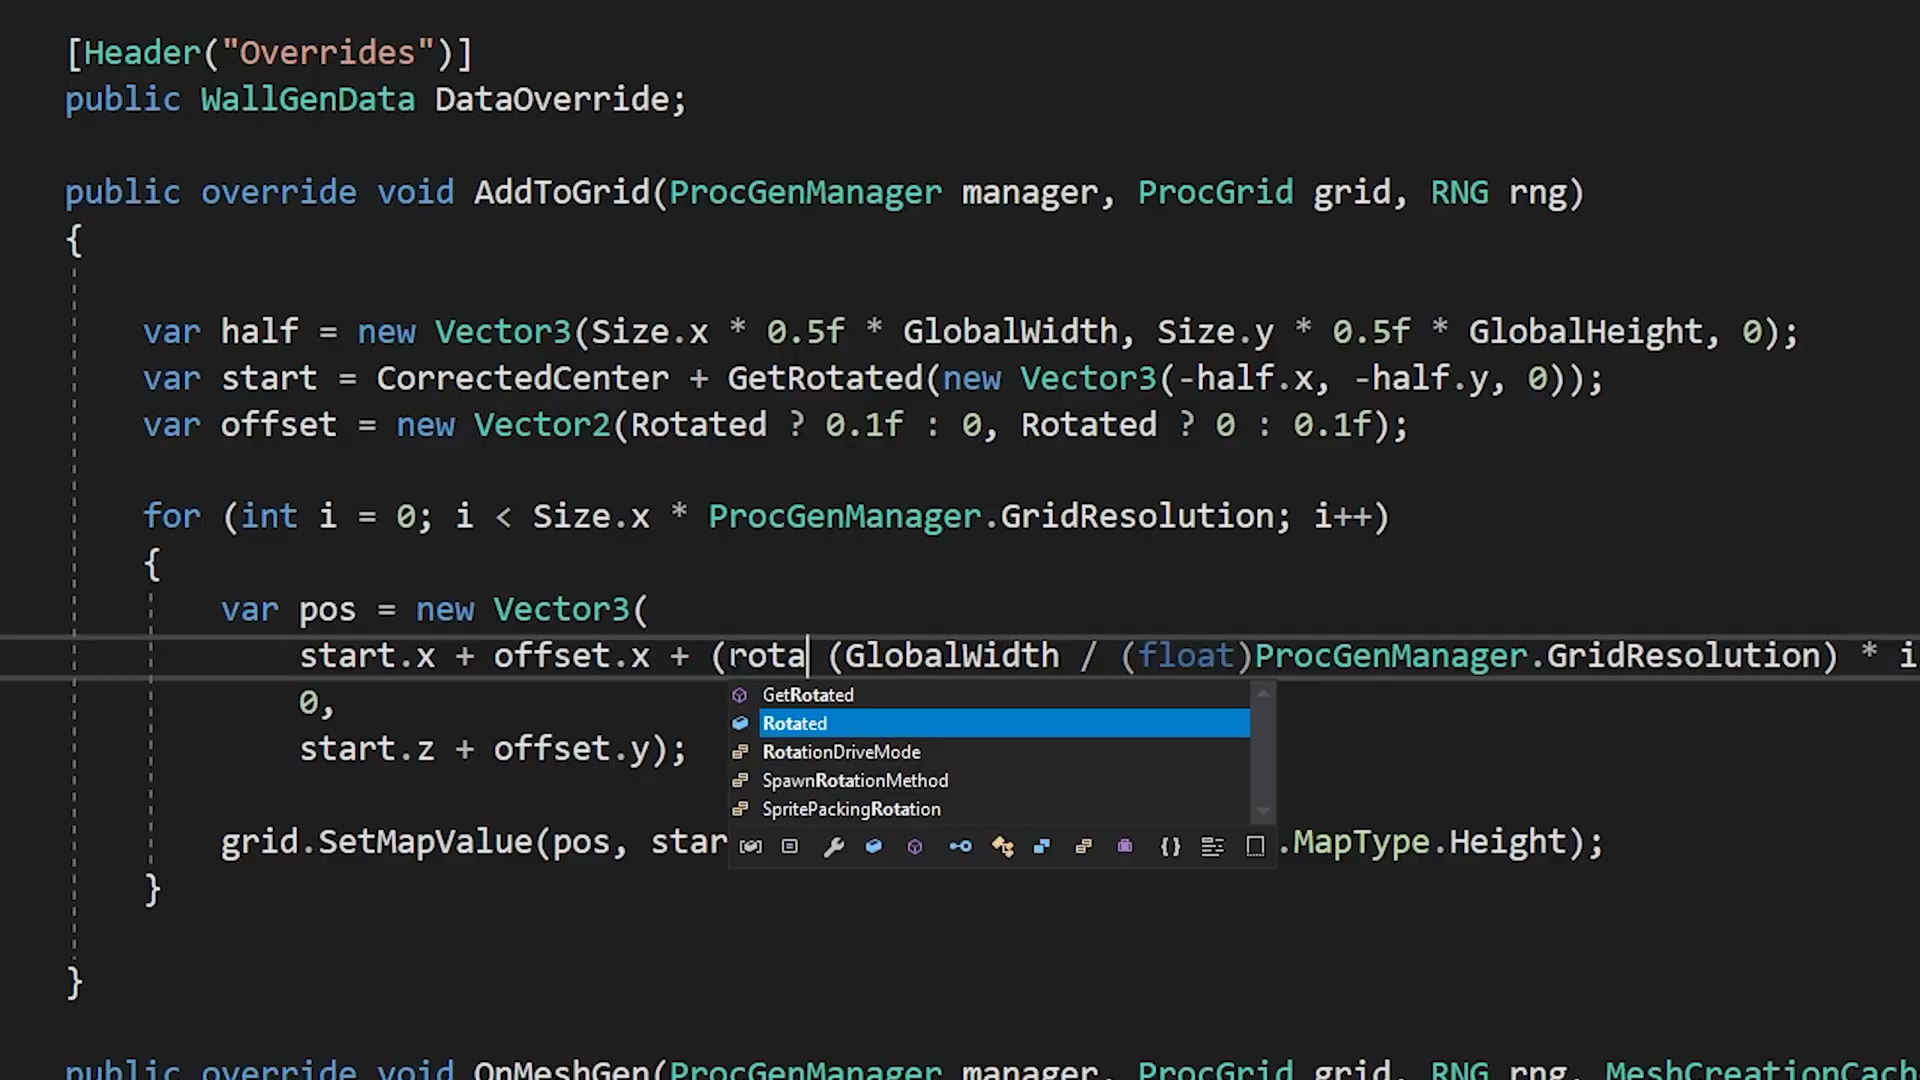 [Header("Overrides")]
public WallGenData DataOverride;
public override void AddToGrid(ProcGenManager manager, ProcGrid grid, RNG rng)
{
var half = new Vector3(Size.x * 0.5f * GlobalWidth, Size.y * 0.5f * GlobalHeight, 0);
var start = CorrectedCenter + GetRotated(new Vector3(-half.x, -half.y, 0));
var offset = new Vector2(Rotated ? 0.1f : 0, Rotated ? 0 : 0.1f);
for (int i = 0; i < Size.x * ProcGenManager.GridResolution; i++)
{
var pos = new Vector3(
start.x + offset.x + (rota (GlobalWidth / (float)ProcGenManager.GridResolution) * i
0,
start.z + offset.y);
GetRotated
Rotated
RotationDriveMode
SpawnRotationMethod
SpritePackingRotation
grid.SetMapValue(pos, star .MapType.Height);
}
}
public override void OnMeshGen(ProcGenManager manager, ProcGrid grid, RNG rng, MeshCreationCach